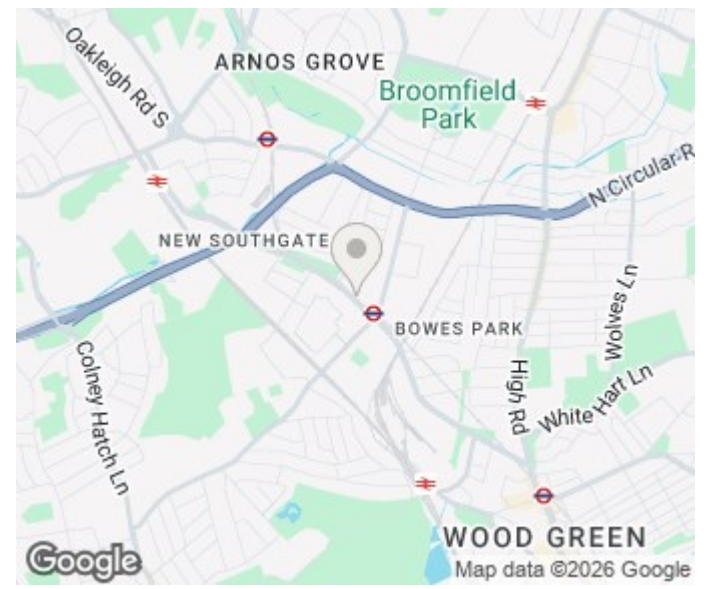 Oakleigh Rd S
ARNOS GROVE
Broomfield
Park
N Circular R
NEW SOUTHGATE
BOWES PARK
Wolves Ln
Colney Hatch Ln
High Rd
White Hart Ln
WOOD GREEN
Google
Map data ©2026 Google